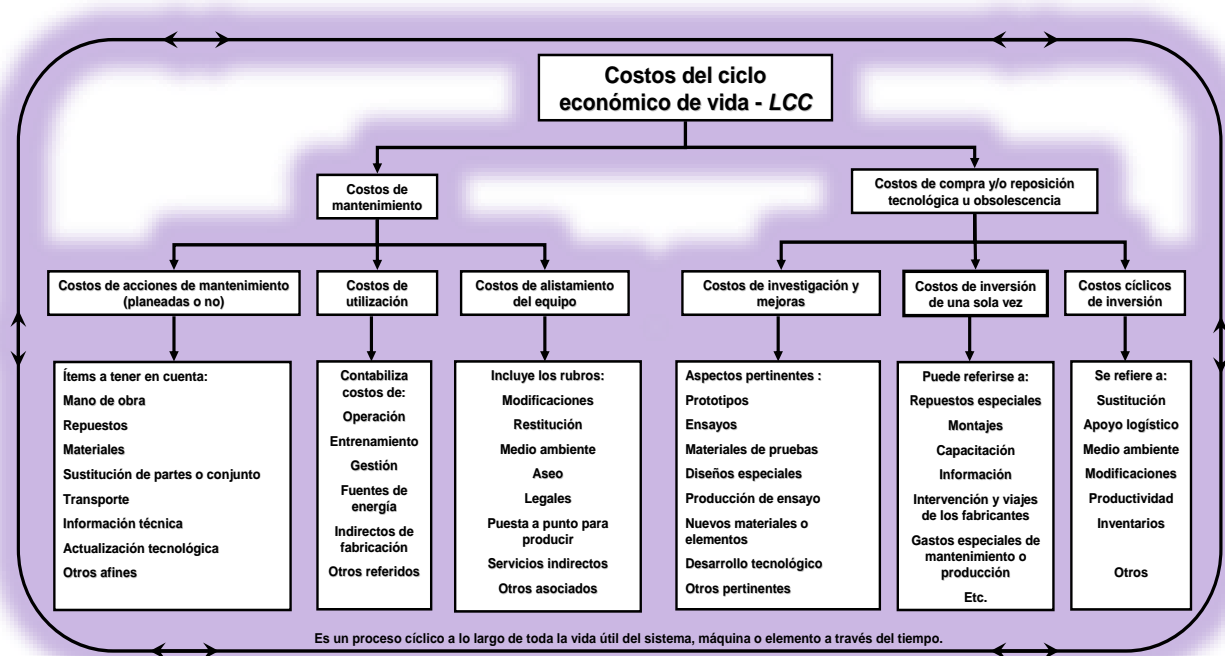 Costos del ciclo
económico de vida - LCC
Costos de
mantenimiento
Costos de compra y/o reposición
tecnológica u obsolescencia
Costos de acciones de mantenimiento
(planeadas o no)
Costos de
utilización
Costos de alistamiento
del equipo
Costos de investigación y
mejoras
Costos de inversión
de una sola vez
Costos cíclicos
de inversión
Ítems a tener en cuenta:
Mano de obra
Repuestos
Materiales
Sustitución de partes o conjunto
Transporte
Información técnica
Actualización tecnológica
Otros afines
Contabiliza
costos de:
Operación
Entrenamiento
Gestión
Fuentes de
energía
Indirectos de
fabricación
Otros referidos
Incluye los rubros:
Modificaciones
Restitución
Medio ambiente
Aseo
Legales
Puesta a punto para
producir
Servicios indirectos
Otros asociados
Aspectos pertinentes :
Prototipos
Ensayos
Materiales de pruebas
Diseños especiales
Producción de ensayo
Nuevos materiales o
elementos
Desarrollo tecnológico
Otros pertinentes
Puede referirse a:
Repuestos especiales
Montajes
Capacitación
Información
Intervención y viajes
de los fabricantes
Gastos especiales de
mantenimiento o
producción
Etc.
Se refiere a:
Sustitución
Apoyo logístico
Medio ambiente
Modificaciones
Productividad
Inventarios
Otros
Es un proceso cíclico a lo largo de toda la vida útil del sistema, máquina o elemento a través del tiempo.